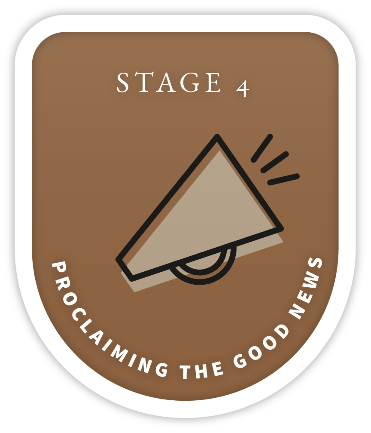 STAGE 4
PROCLAIMING THE GOOD NEWS